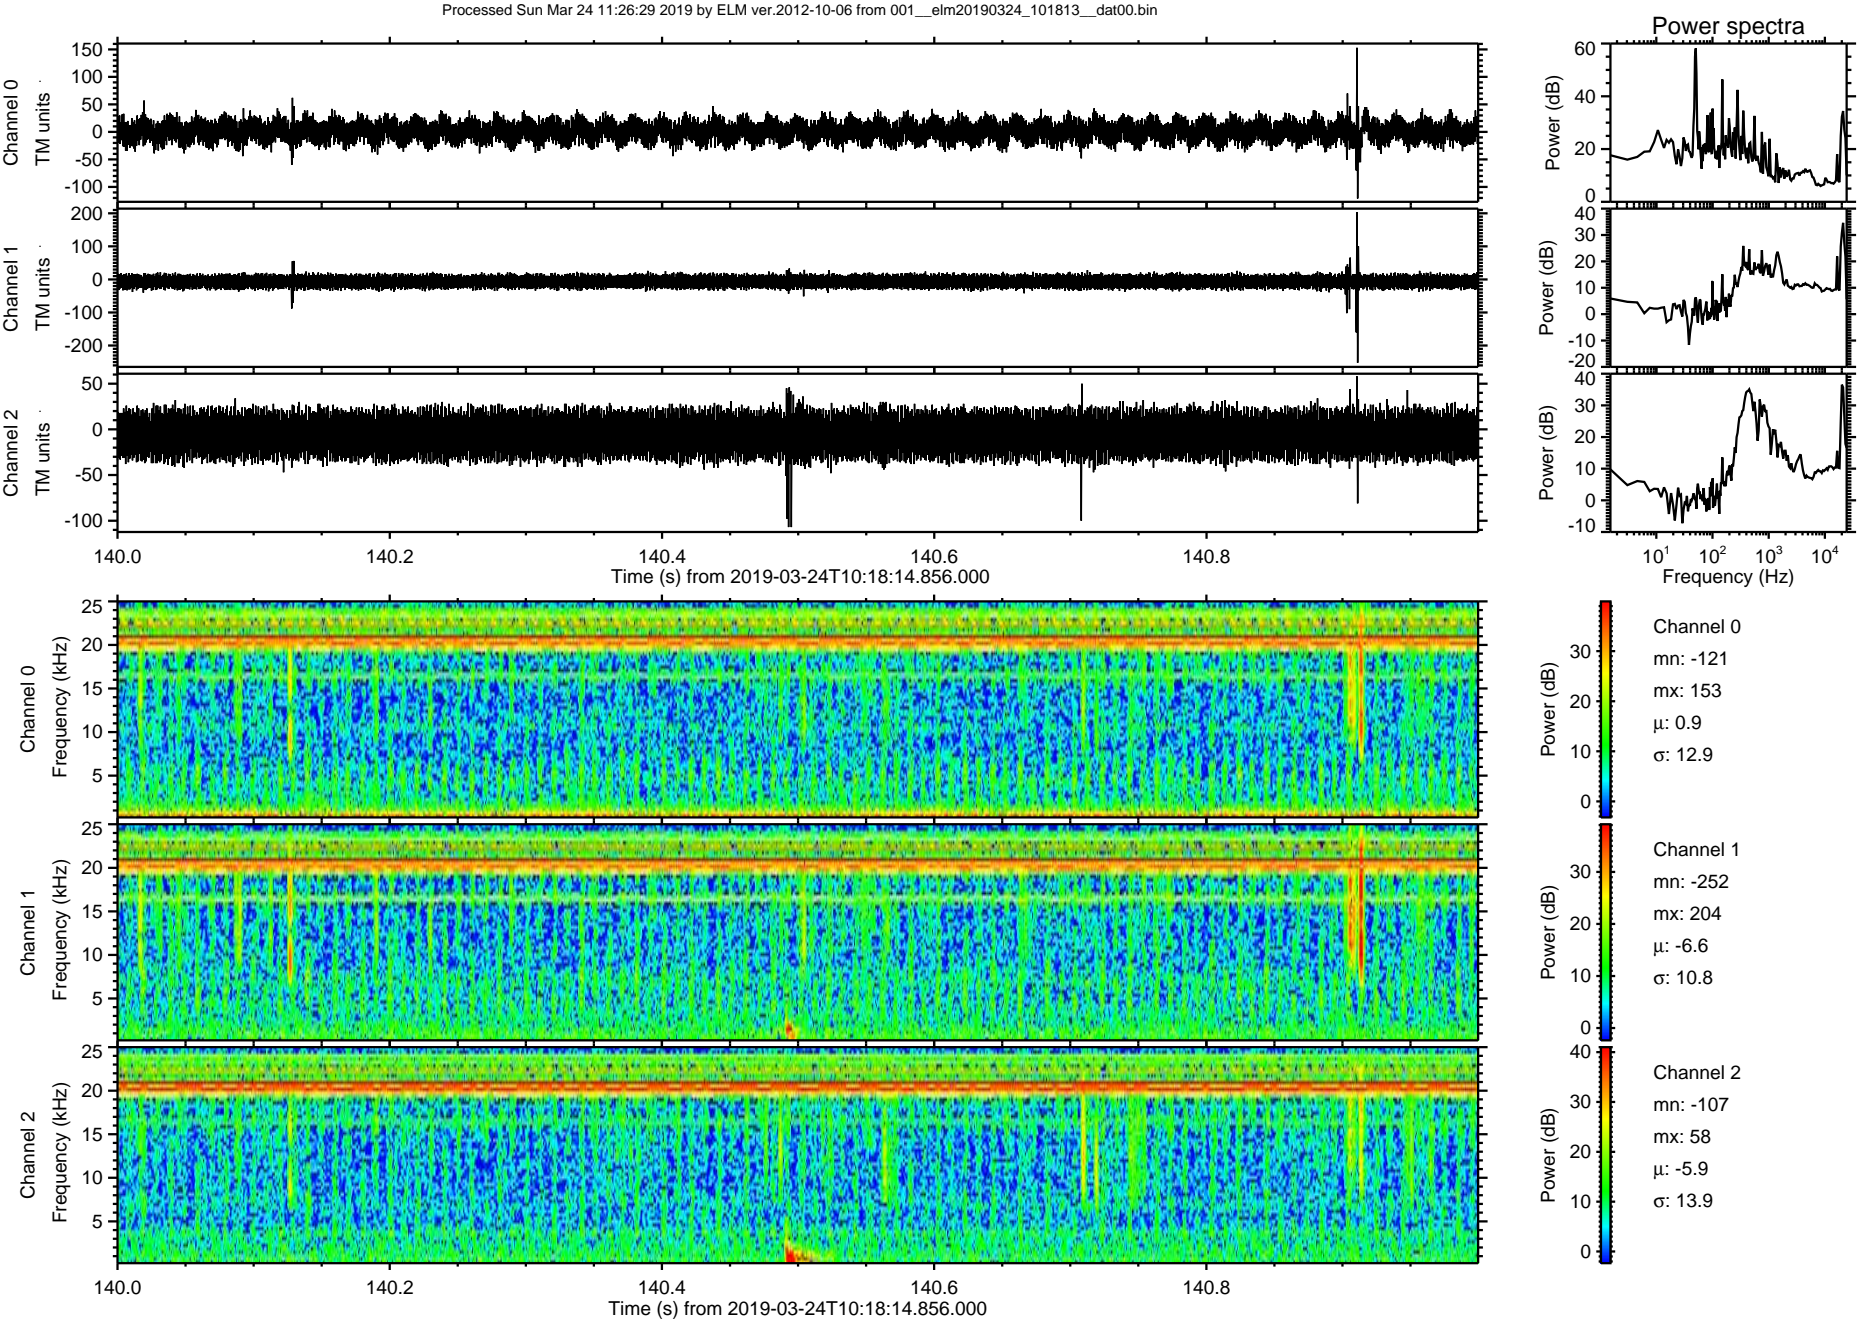 Processed Sun Mar 24 11:26:29 2019 by ELM ver.2012-10-06 from 001__elm20190324_101813__dat00.bin
Power spectra
Channel 0
TM units
150
100
50
0
-50
-100
Power (dB)
60
40
20
0
Channel 1
TM units
200
100
0
-100
-200
Power (dB)
40
30
20
10
0
-10
-20
Channel 2
TM units
50
0
-50
-100
Power (dB)
40
30
20
10
0
-10
140.0 140.2 140.4 140.6 140.8
Time (s) from 2019-03-24T10:18:14.856.000
10¹ 10² 10³ 10⁴
Frequency (Hz)
Channel 0
Frequency (kHz)
25
20
15
10
5
Power (dB)
30
20
10
0
Channel 0
mn: -121
mx: 153
μ: 0.9
σ: 12.9
Channel 1
Frequency (kHz)
25
20
15
10
5
Power (dB)
30
20
10
0
Channel 1
mn: -252
mx: 204
μ: -6.6
σ: 10.8
Channel 2
Frequency (kHz)
25
20
15
10
5
Power (dB)
40
30
20
10
0
Channel 2
mn: -107
mx: 58
μ: -5.9
σ: 13.9
140.0 140.2 140.4 140.6 140.8
Time (s) from 2019-03-24T10:18:14.856.000